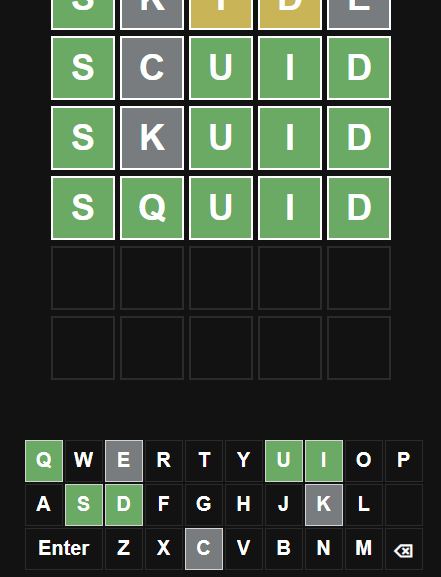 S K I D E
S C U I D
S K U I D
S Q U I D
Q W E R T Y U I O P
A S D F G H J K L
Enter Z X C V B N M